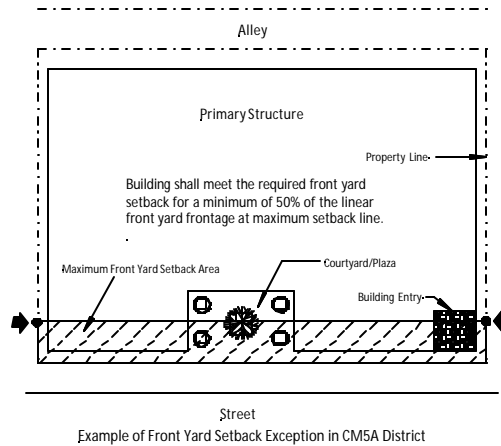 Alley
Primary Structure
Property Line
Building shall meet the required front yard
setback for a minimum of 50% of the linear
front yard frontage at maximum setback line.
Courtyard/Plaza
Maximum Front Yard Setback Area
Building Entry
Street
Example of Front Yard Setback Exception in CM5A District